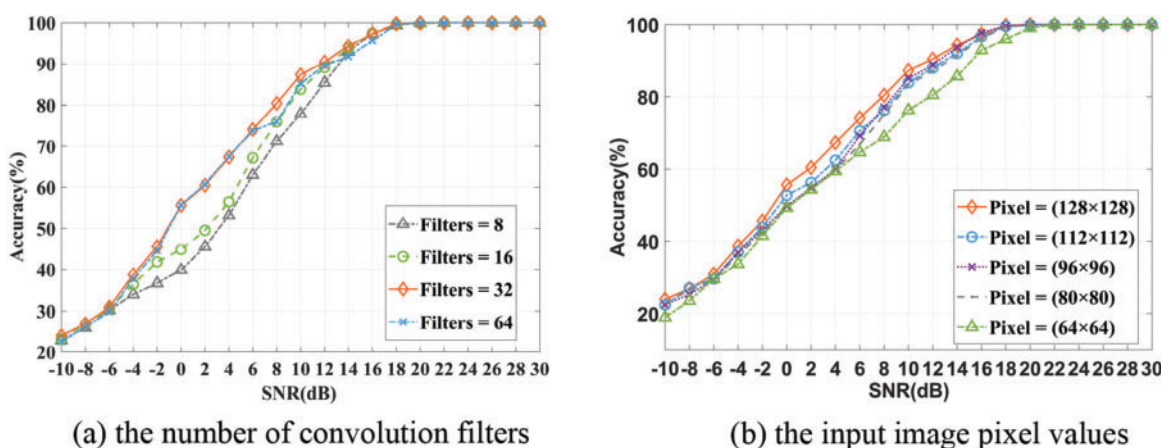 100
90
80
70
60
50
40
30
20
Accuracy(%)
-10 -8 -6 -4 -2 0 2 4 6 8 10 12 14 16 18 20 22 24 26 28 30
SNR(dB)
Filters = 8
Filters = 16
Filters = 32
Filters = 64
(a) the number of convolution filters
100
80
60
40
20
Accuracy(%)
-10 -8 -6 -4 -2 0 2 4 6 8 10 12 14 16 18 20 22 24 26 28 30
SNR(dB)
Pixel = (128×128)
Pixel = (112×112)
Pixel = (96×96)
Pixel = (80×80)
Pixel = (64×64)
(b) the input image pixel values